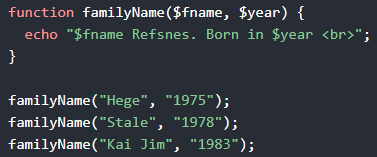 function familyName($fname, $year) {
  echo "$fname Refsnes. Born in $year <br>";
}

familyName("Hege", "1975");
familyName("Stale", "1978");
familyName("Kai Jim", "1983");